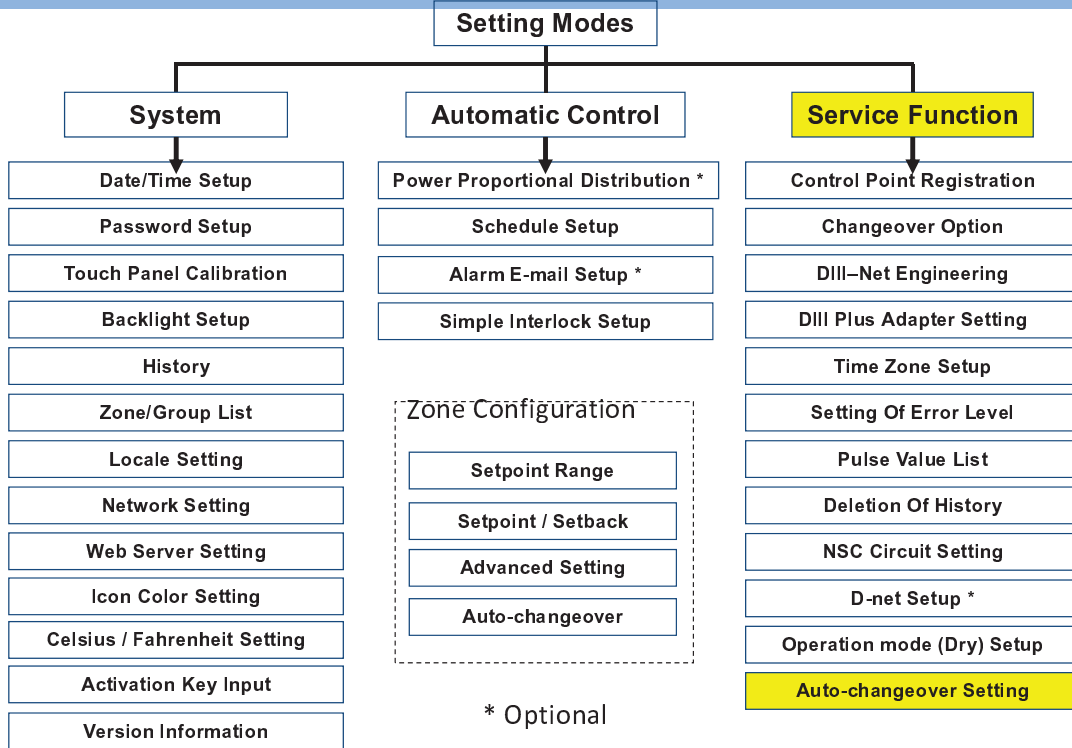 Setting Modes
System
Date/Time Setup
Password Setup
Touch Panel Calibration
Backlight Setup
History
Zone/Group List
Locale Setting
Network Setting
Web Server Setting
Icon Color Setting
Celsius / Fahrenheit Setting
Activation Key Input
Version Information
Automatic Control
Power Proportional Distribution *
Schedule Setup
Alarm E-mail Setup *
Simple Interlock Setup
Zone Configuration
Setpoint Range
Setpoint / Setback
Advanced Setting
Auto-changeover
* Optional
Service Function
Control Point Registration
Changeover Option
DIII–Net Engineering
DIII Plus Adapter Setting
Time Zone Setup
Setting Of Error Level
Pulse Value List
Deletion Of History
NSC Circuit Setting
D-net Setup *
Operation mode (Dry) Setup
Auto-changeover Setting